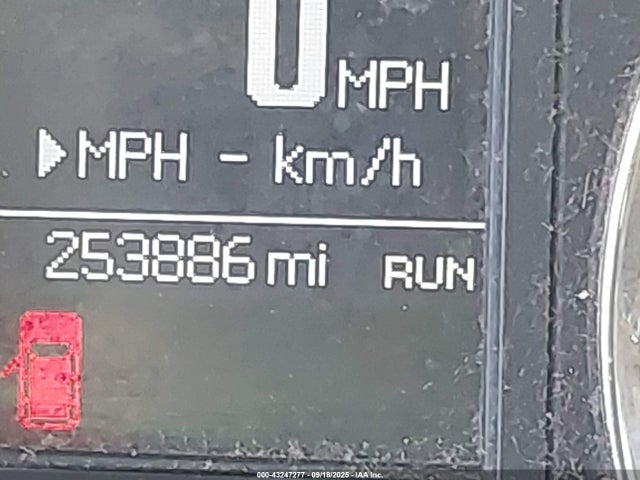 0 MPH
MPH - km/h
253886 mi RUN
000-43247277 - 09/18/2025 - IAA Inc.